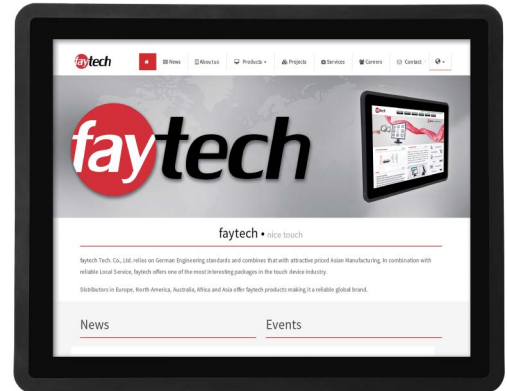 faytech
News
About us
Products
Projects
Services
Careers
Contact
faytech
faytech • nice touch
faytech Tech. Co., Ltd. relies on German Engineering standards and combines that with attractive priced Asian Manufacturing. In combination with
reliable Local Service, faytech offers one of the most interesting packages in the touch device industry.
Distributors in Europe, North America, Australia, Africa and Asia offer faytech products making it a reliable global brand.
News
Events